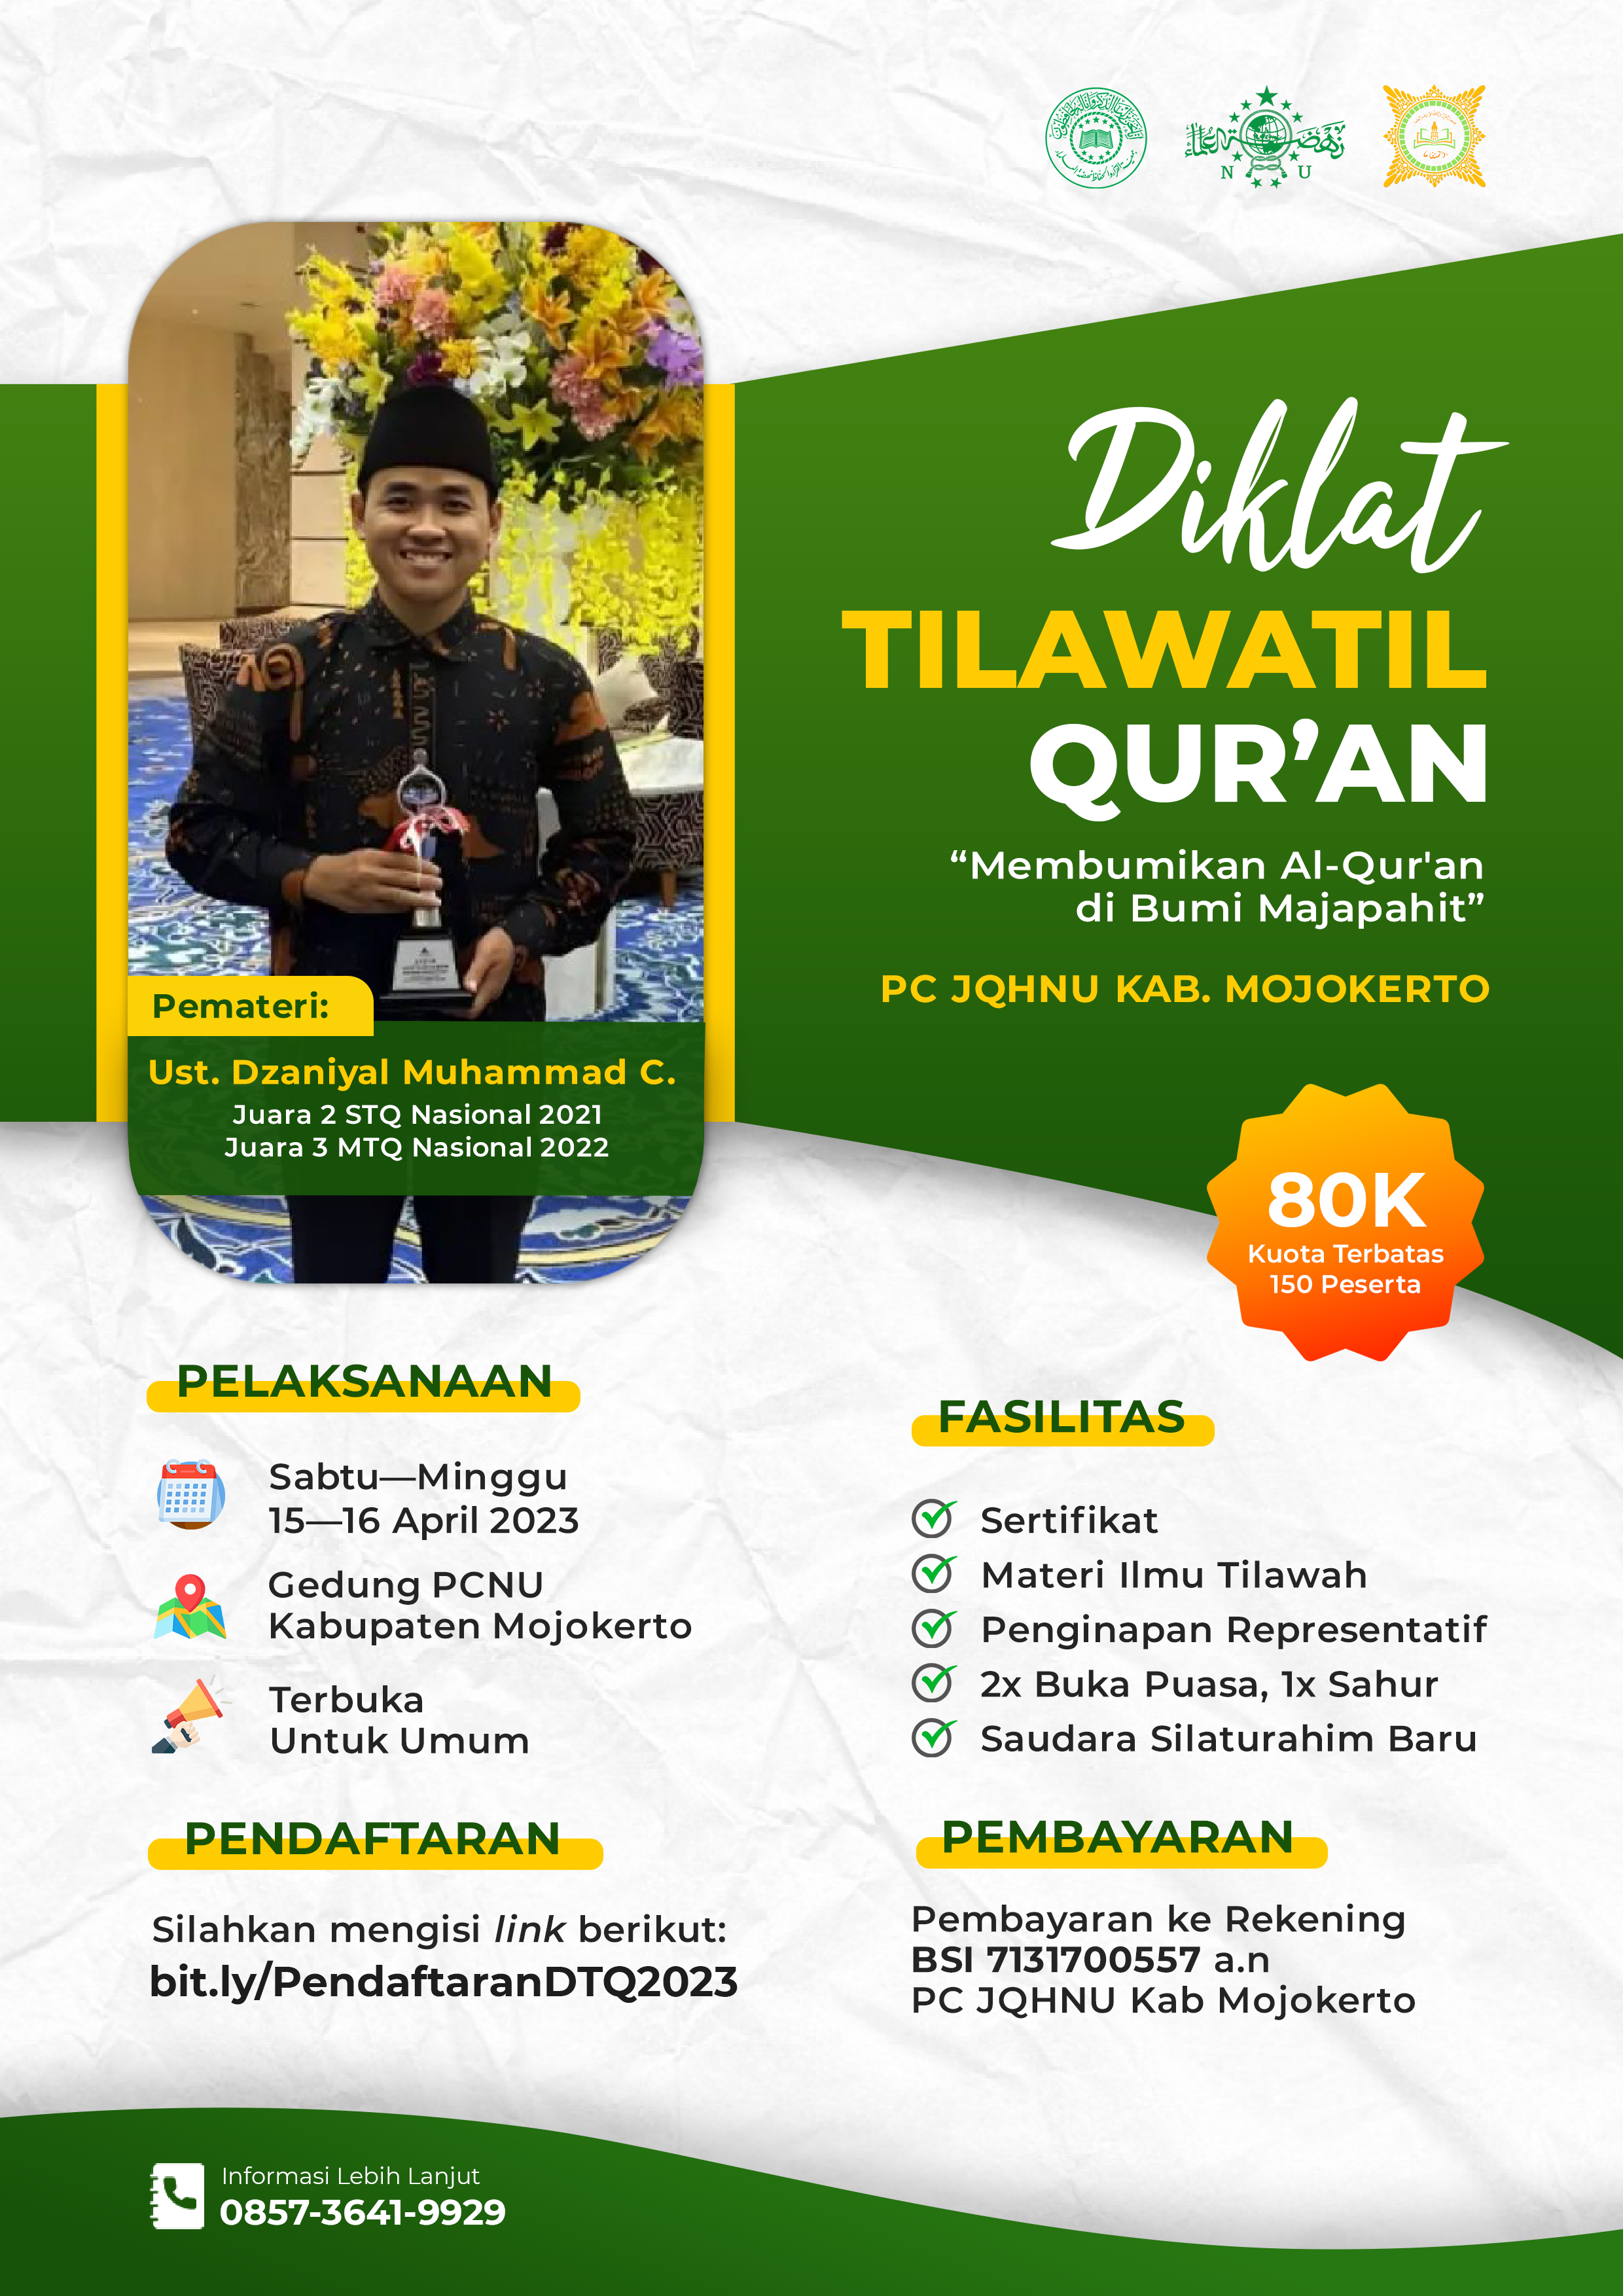 N U
Diklat
TILAWATIL
QUR’AN
“Membumikan Al-Qur'an
di Bumi Majapahit”
PC JQHNU KAB. MOJOKERTO
Pemateri:
Ust. Dzaniyal Muhammad C.
Juara 2 STQ Nasional 2021
Juara 3 MTQ Nasional 2022
80K
Kuota Terbatas
150 Peserta
PELAKSANAAN
Sabtu—Minggu
15—16 April 2023
Gedung PCNU
Kabupaten Mojokerto
Terbuka
Untuk Umum
FASILITAS
Sertifikat
Materi Ilmu Tilawah
Penginapan Representatif
2x Buka Puasa, 1x Sahur
Saudara Silaturahim Baru
PENDAFTARAN
Silahkan mengisi link berikut:
bit.ly/PendaftaranDTQ2023
PEMBAYARAN
Pembayaran ke Rekening
BSI 7131700557 a.n
PC JQHNU Kab Mojokerto
Informasi Lebih Lanjut
0857-3641-9929